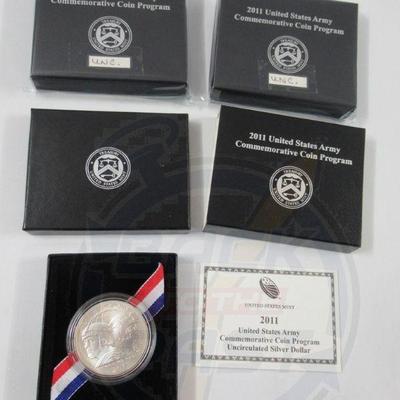 Commemorative Coin Program
UNC.
2011 United States Army
Commemorative Coin Program
UNC.
2011 United States Army
Commemorative Coin Program
UNITED STATES MINT
2011
United States Army
Commemorative Coin Program
Uncirculated Silver Dollar